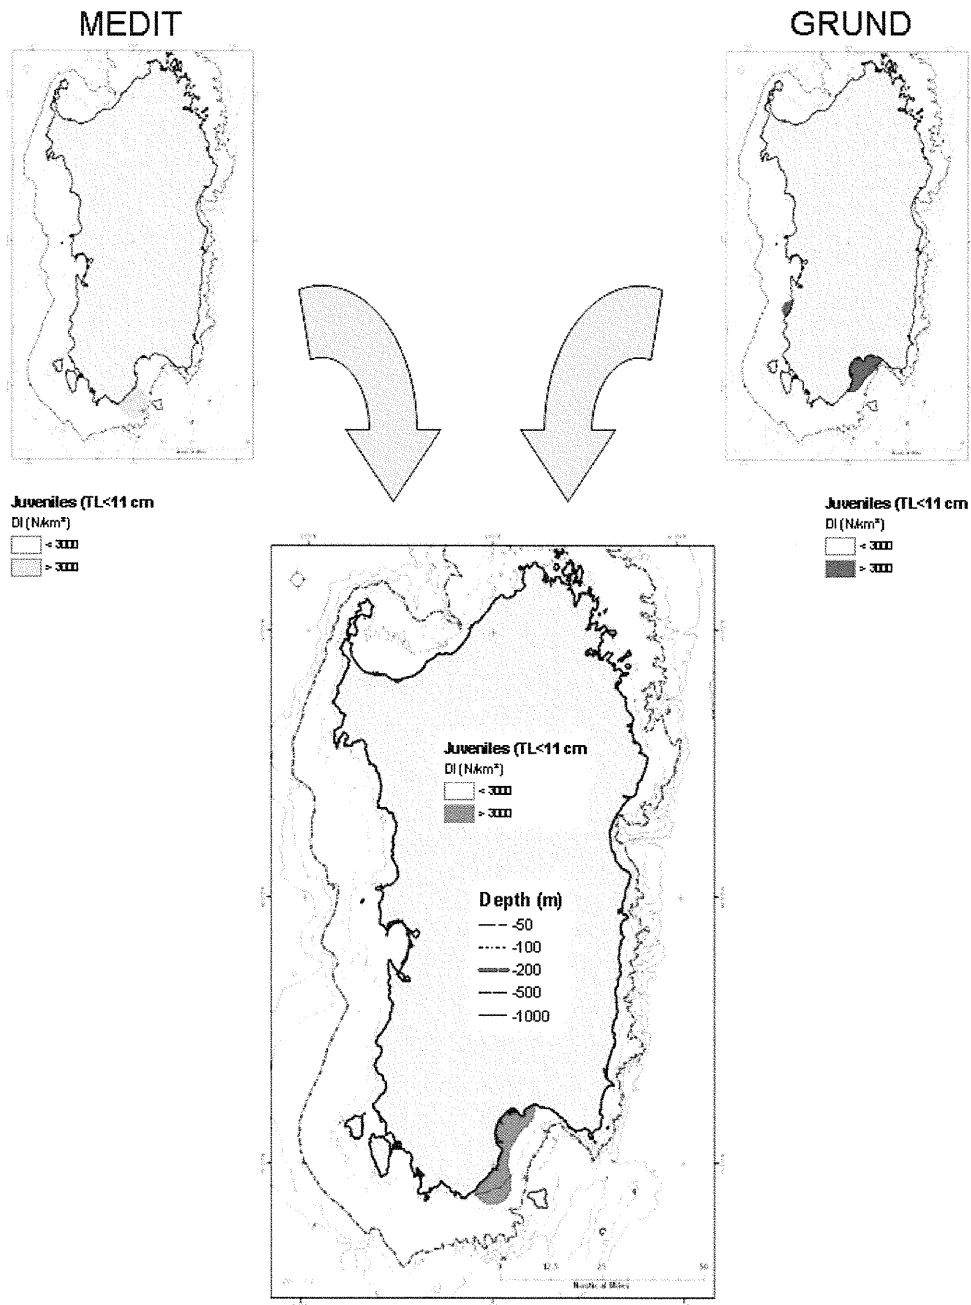 MEDIT
GRUND
Juveniles (TL<11 cm
DI (N/km²)
< 3000
> 3000
Juveniles (TL<11 cm
DI (N/km²)
< 3000
> 3000
Juveniles (TL<11 cm
DI (N/km²)
< 3000
> 3000
Depth (m)
-50
-100
-200
-500
-1000
0 12.5 25 50
Nautical Miles